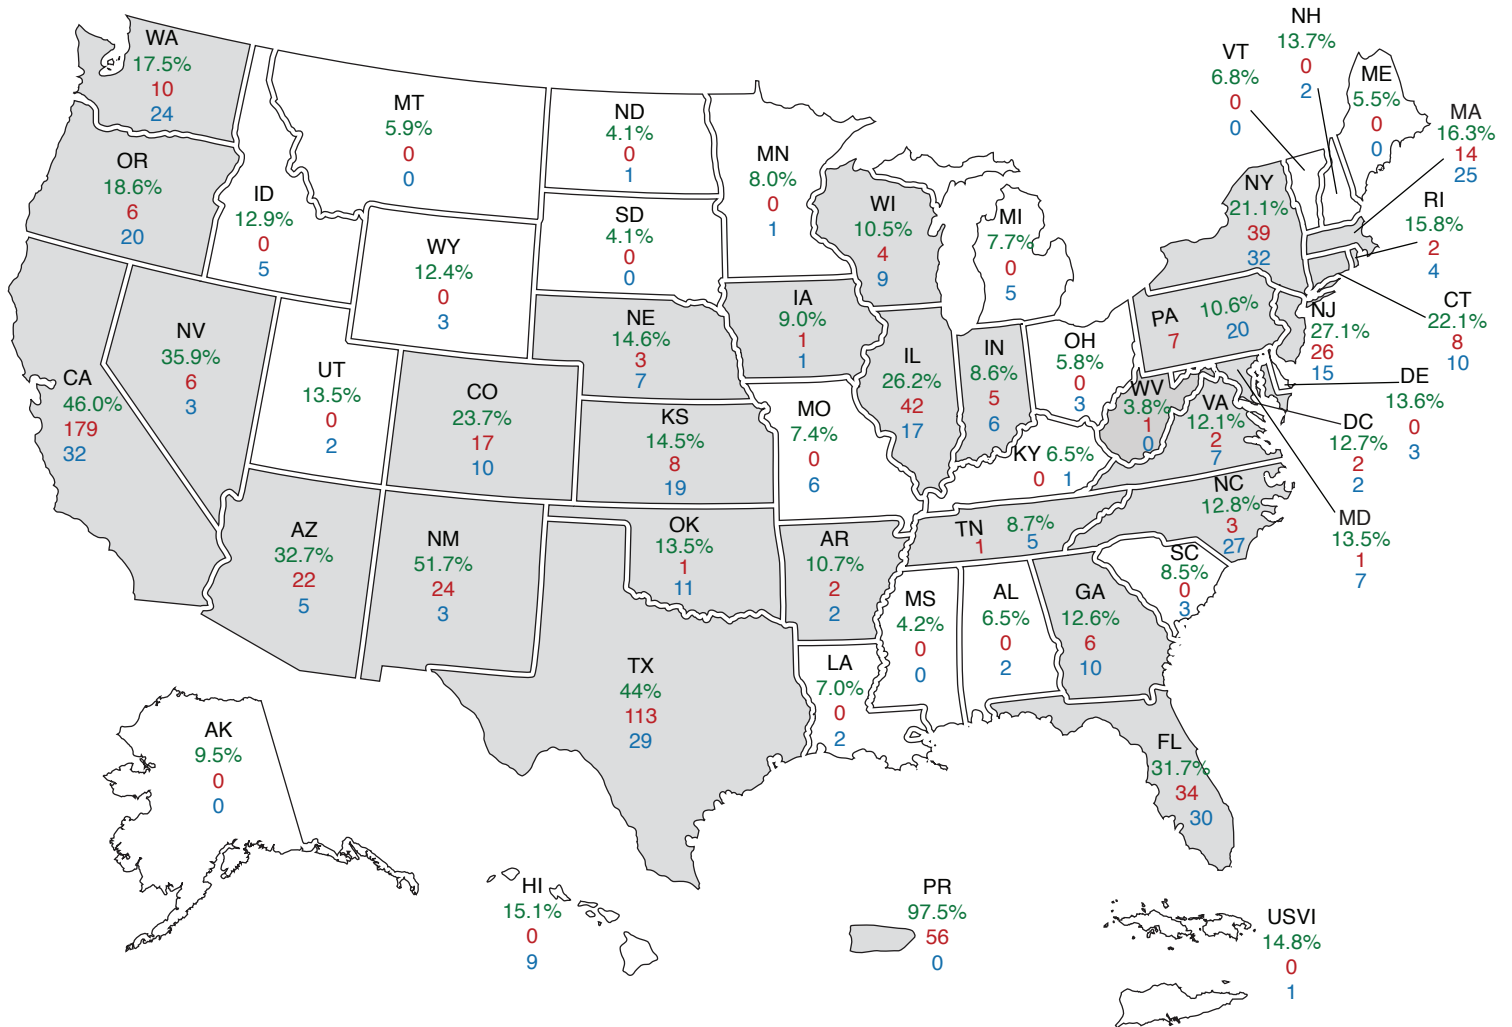 WA
17.5%
10
24
OR
18.6%
6
20
CA
46.0%
179
32
NV
35.9%
6
3
ID
12.9%
0
5
MT
5.9%
0
0
WY
12.4%
0
3
UT
13.5%
0
2
AZ
32.7%
22
5
CO
23.7%
17
10
NM
51.7%
24
3
ND
4.1%
0
1
SD
4.1%
0
0
NE
14.6%
3
7
KS
14.5%
8
19
OK
13.5%
1
11
TX
44%
113
29
MN
8.0%
0
1
IA
9.0%
1
1
MO
7.4%
0
6
AR
10.7%
2
2
LA
7.0%
0
2
WI
10.5%
4
9
IL
26.2%
42
17
MI
7.7%
0
5
IN
8.6%
5
6
OH
5.8%
0
3
KY 6.5%
0 1
TN 8.7%
1 5
MS
4.2%
0
0
AL
6.5%
0
2
GA
12.6%
6
10
FL
31.7%
34
30
SC
8.5%
0
3
NC
12.8%
3
27
VA
12.1%
2
7
WV
3.8%
1
0
PA 10.6%
7 20
NY
21.1%
39
32
VT
6.8%
0
0
NH
13.7%
0
2
ME
5.5%
0
0
MA
16.3%
14
25
RI
15.8%
2
4
CT
22.1%
8
10
NJ
27.1%
26
15
DE
13.6%
0
3
DC
12.7%
2
2
MD
13.5%
1
7
AK
9.5%
0
0
HI
15.1%
0
9
PR
97.5%
56
0
USVI
14.8%
0
1